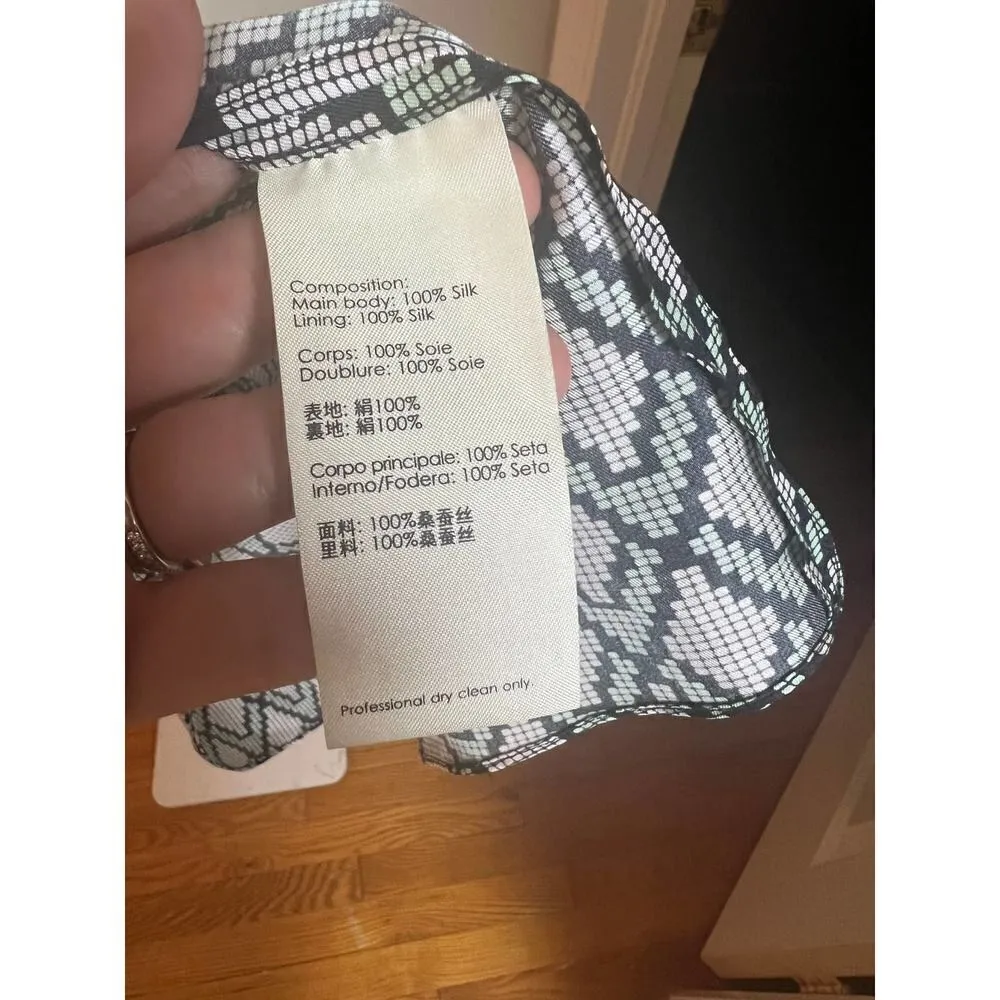 Composition:
Main body: 100% Silk
Lining: 100% Silk
Corps: 100% Soie
Doublure: 100% Soie
表地: 絹100%
裏地: 絹100%
Corpo principale: 100% Seta
Interno/Fodera: 100% Seta
面料: 100%桑蚕丝
里料: 100%桑蚕丝
Professional dry clean only.